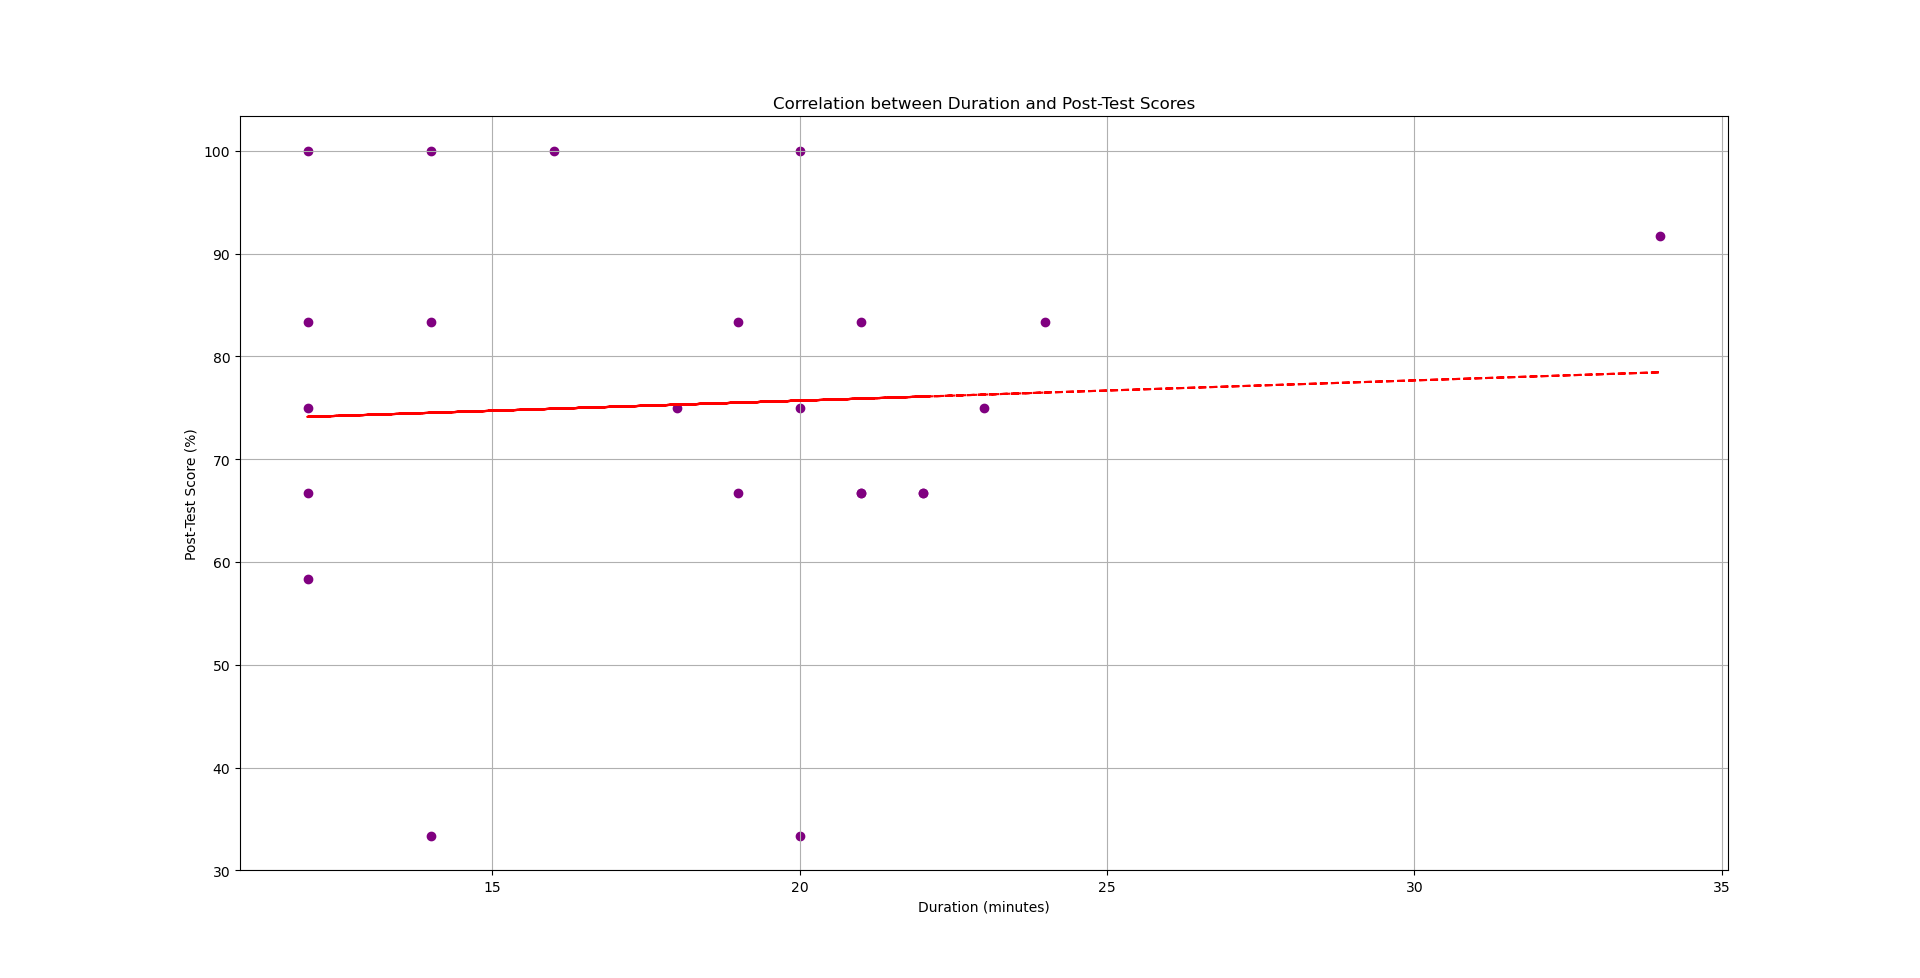 Correlation between Duration and Post-Test Scores
100
90
80
70
60
50
40
30
Post-Test Score (%)
15 20 25 30 35
Duration (minutes)